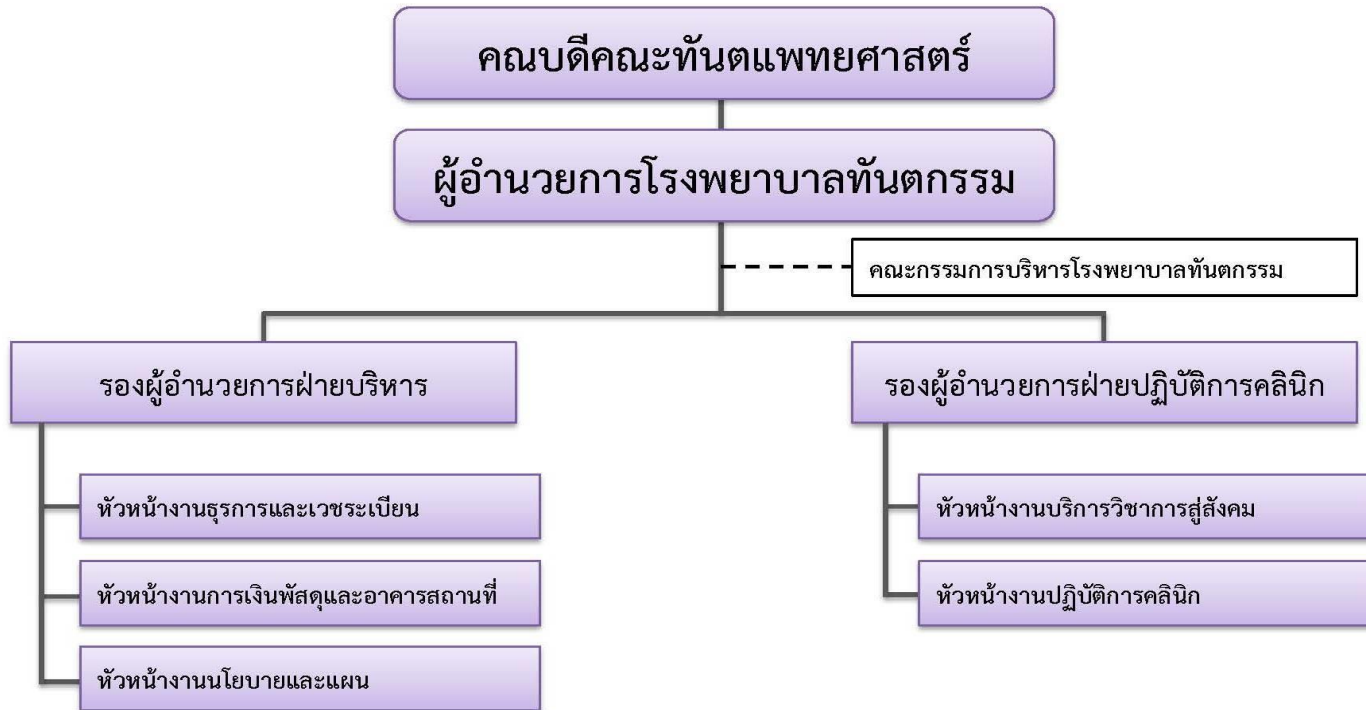 คณบดีคณะทันตแพทยศาสตร์
ผู้อำนวยการโรงพยาบาลทันตกรรม
คณะกรรมการบริหารโรงพยาบาลทันตกรรม
รองผู้อำนวยการฝ่ายบริหาร
หัวหน้างานธุรการและเวชระเบียน
หัวหน้างานการเงินพัสดุและอาคารสถานที่
หัวหน้างานนโยบายและแผน
รองผู้อำนวยการฝ่ายปฏิบัติการคลินิก
หัวหน้างานบริการวิชาการสู่สังคม
หัวหน้างานปฏิบัติการคลินิก